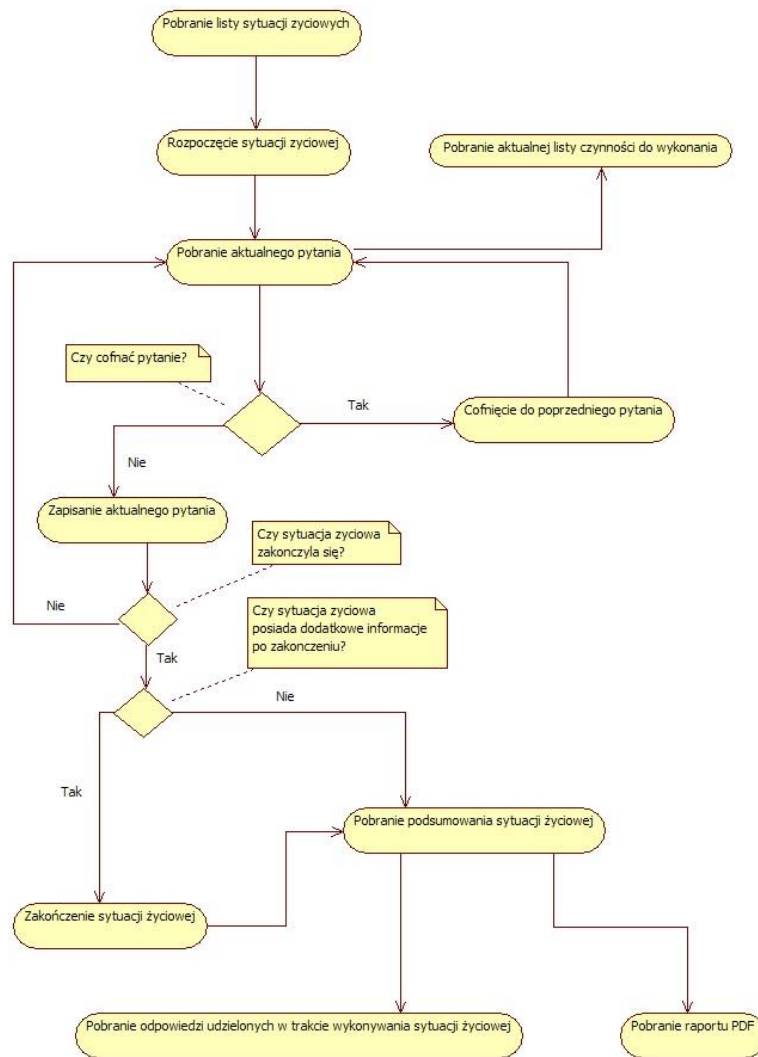 Pobranie listy sytuacji zyciowych
Rozpoczęcie sytuacji zyciowej
Pobranie aktualnej listy czynności do wykonania
Pobranie aktualnego pytania
Czy cofnać pytanie?
Tak
Cofnięcie do poprzedniego pytania
Nie
Zapisanie aktualnego pytania
Czy sytuacja zyciowa
zakonczyla się?
Nie
Czy sytuacja zyciowa
posiada dodatkowe informacje
po zakonczeniu?
Tak
Nie
Tak
Pobranie podsumowania sytuacji życiowej
Zakończenie sytuacji życiowej
Pobranie odpowiedzi udzielonych w trakcie wykonywania sytuacji życiowej
Pobranie raportu PDF